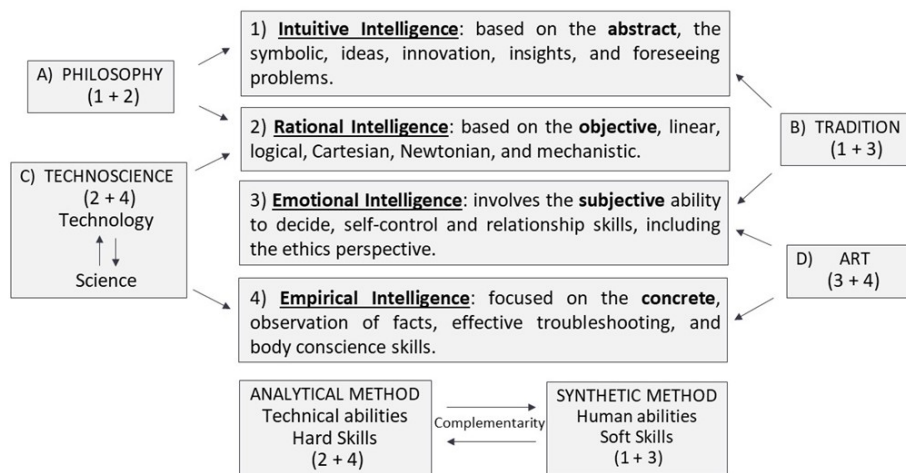 1) Intuitive Intelligence: based on the abstract, the
symbolic, ideas, innovation, insights, and foreseeing
problems.
A) PHILOSOPHY
(1 + 2)
2) Rational Intelligence: based on the objective, linear,
logical, Cartesian, Newtonian, and mechanistic.
B) TRADITION
(1 + 3)
C) TECHNOSCIENCE
(2 + 4)
Technology
Science
3) Emotional Intelligence: involves the subjective ability
to decide, self-control and relationship skills, including
the ethics perspective.
D) ART
(3 + 4)
4) Empirical Intelligence: focused on the concrete,
observation of facts, effective troubleshooting, and
body conscience skills.
ANALYTICAL METHOD
Technical abilities
Hard Skills
(2 + 4)
Complementarity
SYNTHETIC METHOD
Human abilities
Soft Skills
(1 + 3)